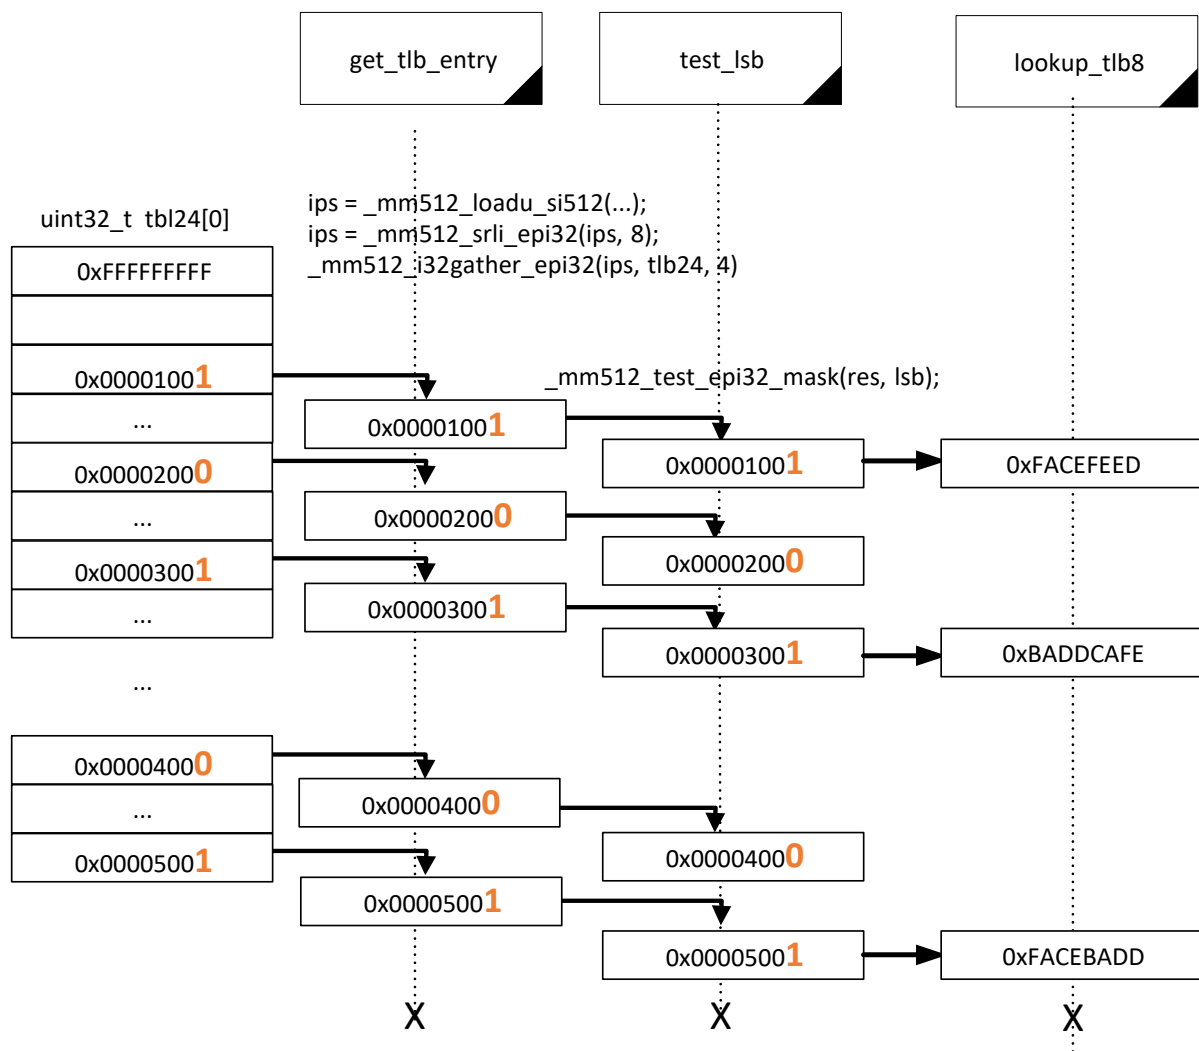 get_tlb_entry
test_lsb
lookup_tlb8
ips = _mm512_loadu_si512(...);
ips = _mm512_srli_epi32(ips, 8);
_mm512_i32gather_epi32(ips, tlb24, 4)
uint32_t tbl24[0]
0xFFFFFFFFF
0x00001001
...
0x00002000
...
0x00003001
...
...
0x00004000
...
0x00005001
0x00001001
0x00002000
0x00003001
0x00004000
0x00005001
X
_mm512_test_epi32_mask(res, lsb);
0x00001001
0x00002000
0x00003001
0x00004000
0x00005001
X
0xFACEFEED
0xBADDCAFE
0xFACEBADD
X